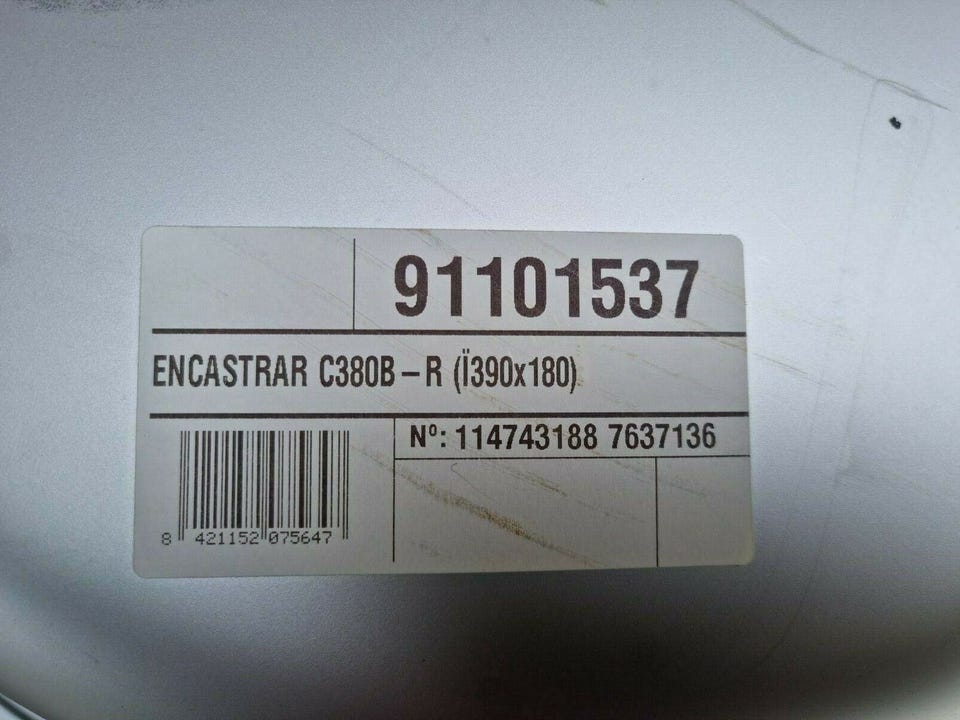 91101537
ENCASTRAR C380B – R (Ï390x180)
Nº: 114743188 7637136
8 421152 075647